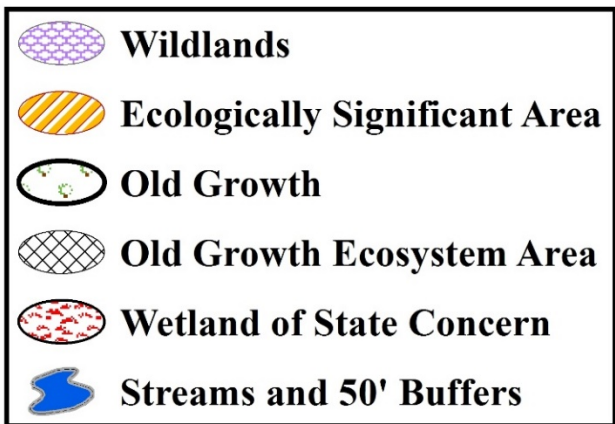 Wildlands
Ecologically Significant Area
Old Growth
Old Growth Ecosystem Area
Wetland of State Concern
Streams and 50' Buffers